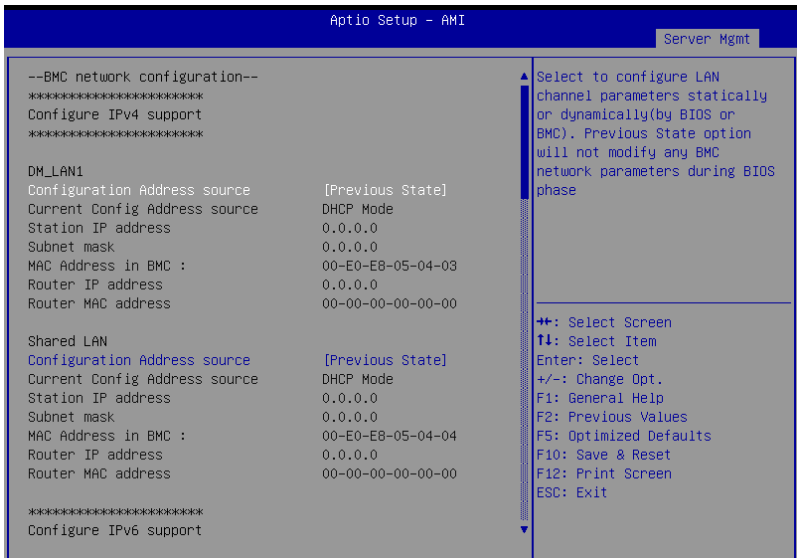 Aptio Setup - AMI
Server Mgmt
--BMC network configuration--
***********************
Configure IPv4 support
***********************
DM_LAN1
Configuration Address source [Previous State]
Current Config Address source DHCP Mode
Station IP address 0.0.0.0
Subnet mask 0.0.0.0
MAC Address in BMC : 00-E0-E8-05-04-03
Router IP address 0.0.0.0
Router MAC address 00-00-00-00-00-00
Shared LAN
Configuration Address source [Previous State]
Current Config Address source DHCP Mode
Station IP address 0.0.0.0
Subnet mask 0.0.0.0
MAC Address in BMC : 00-E0-E8-05-04-04
Router IP address 0.0.0.0
Router MAC address 00-00-00-00-00-00
***********************
Configure IPv6 support
Select to configure LAN
channel parameters statically
or dynamically(by BIOS or
BMC). Previous State option
will not modify any BMC
network parameters during BIOS
phase
→←: Select Screen
↑↓: Select Item
Enter: Select
+/-: Change Opt.
F1: General Help
F2: Previous Values
F5: Optimized Defaults
F10: Save & Reset
F12: Print Screen
ESC: Exit